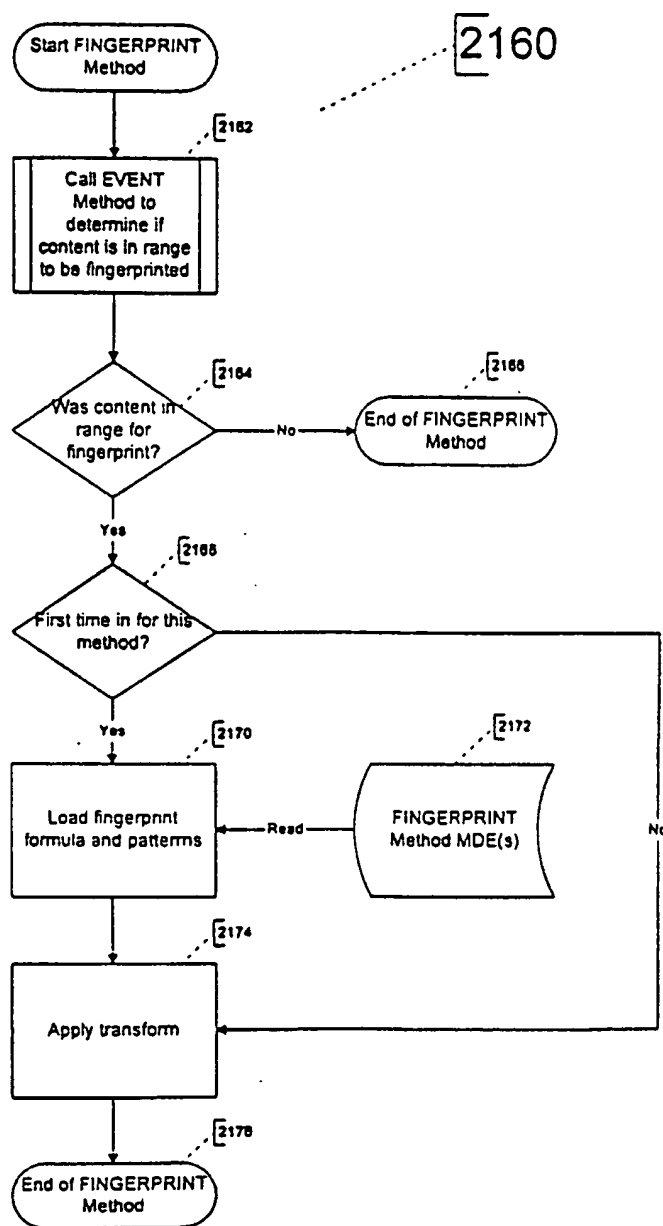 Start FINGERPRINT
Method
2160
2162
Call EVENT
Method to
determine if
content is in range
to be fingerprinted
2164
Was content in
range for
fingerprint?
No
2166
End of FINGERPRINT
Method
Yes
2168
First time in for this
method?
Yes
2170
Load fingerprint
formula and patterns
Read
2172
FINGERPRINT
Method MDE(s)
No
2174
Apply transform
2178
End of FINGERPRINT
Method